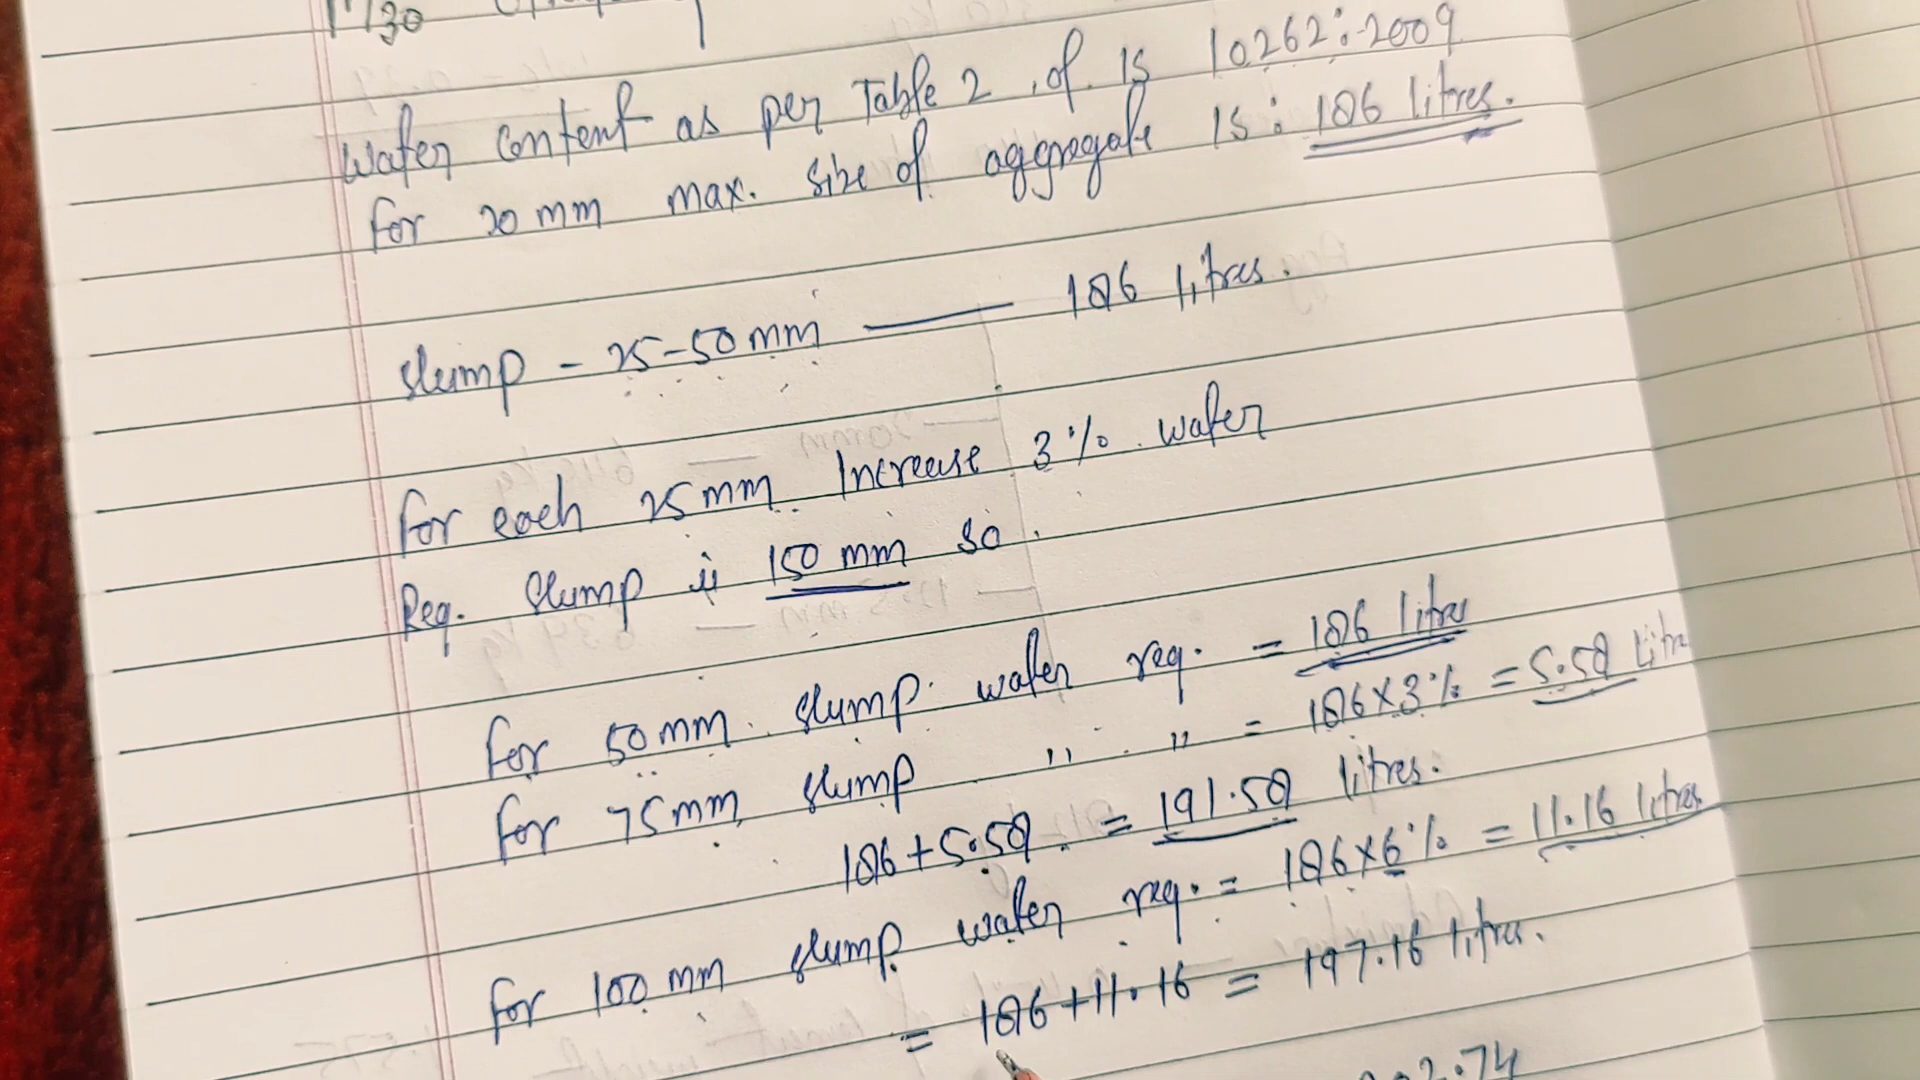 Water content as per Table 2 of IS 10262:2009
for 20 mm max. size of aggregate is: 186 litres.
Slump - 25-50 mm — 186 litres.
for each 25 mm Increase 3% water
Req. Slump is 150 mm so
for 50 mm slump water req. = 186 litres
for 75 mm slump " " = 186×3% = 5.58 litre
186+5.58 = 191.58 litres.
for 100 mm slump water req. = 186×6% = 11.16 litres
= 186+11.16 = 197.16 litres.